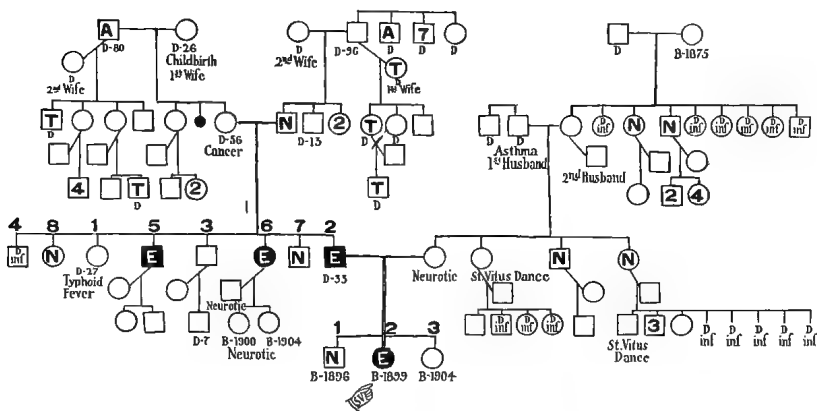 A
D-80
D-26
Childbirth
1st Wife
D
2nd Wife
D
2nd Wife
D-96
A
D
7
D
D
T
D
1st Wife
D
B-1875
T
D
D-56
Cancer
N
D-13
2
T
D
D
D
D
Asthma
1st Husband
2nd Husband
D
inf
N
N
D
inf
D
inf
D
inf
D
inf
D
inf
4
T
D
2
T
D
2
4
4
8
1
5
3
6
7
2
D
inf
N
D-27
Typhoid
Fever
E
E
N
E
D-33
Neurotic
St. Vitus Dance
N
N
Neurotic
D-7
B-1900
Neurotic
B-1904
D
inf
D
inf
D
inf
3
St. Vitus
Dance
D
inf
D
inf
D
inf
D
inf
D
inf
1
2
3
N
B-1896
E
B-1899
B-1904